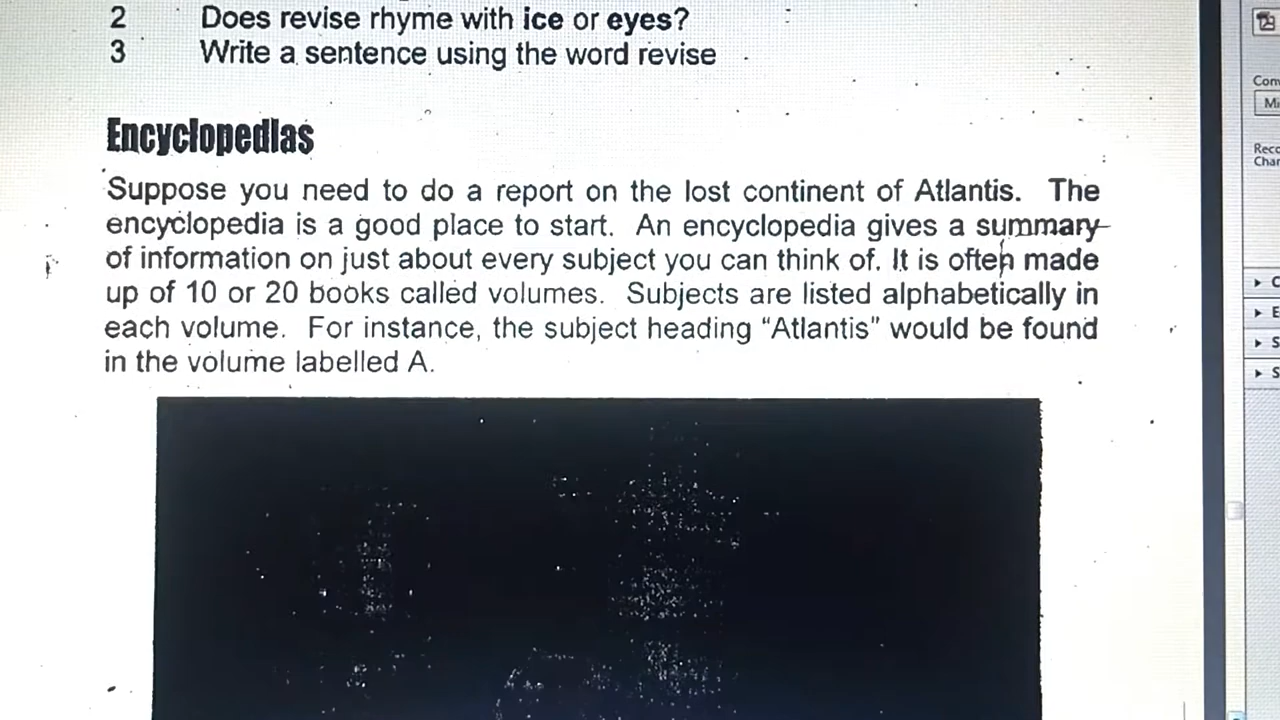 2 Does revise rhyme with ice or eyes?
3 Write a sentence using the word revise
Encyclopedias
Suppose you need to do a report on the lost continent of Atlantis. The
encyclopedia is a good place to start. An encyclopedia gives a summary
of information on just about every subject you can think of. It is often made
up of 10 or 20 books called volumes. Subjects are listed alphabetically in
each volume. For instance, the subject heading “Atlantis” would be found
in the volume labelled A.